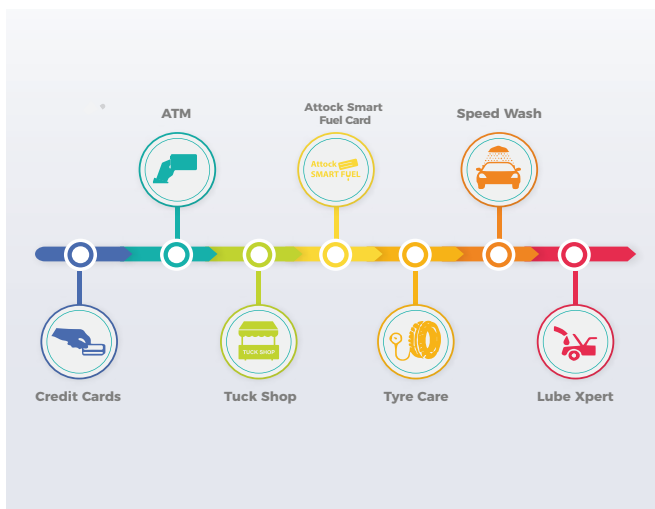 Attock Smart
Fuel Card
ATM
Speed Wash
Attock
SMART FUEL
TUCK SHOP
Credit Cards
Tuck Shop
Tyre Care
Lube Xpert